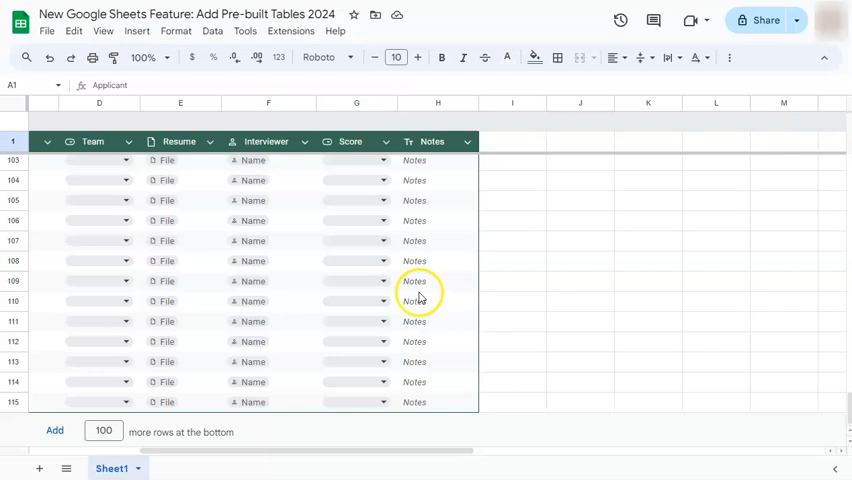 New Google Sheets Feature: Add Pre-built Tables 2024
File Edit View Insert Format Data Tools Extensions Help
Share
100% $ % .0 .00 123 Roboto − 10 + B I S A
A1 fx Applicant
D E F G H I J K L M
1 Team Resume Interviewer Score Tт Notes
103 File Name Notes
104 File Name Notes
105 File Name Notes
106 File Name Notes
107 File Name Notes
108 File Name Notes
109 File Name Notes
110 File Name Notes
111 File Name Notes
112 File Name Notes
113 File Name Notes
114 File Name Notes
115 File Name Notes
Add 100 more rows at the bottom
Sheet1